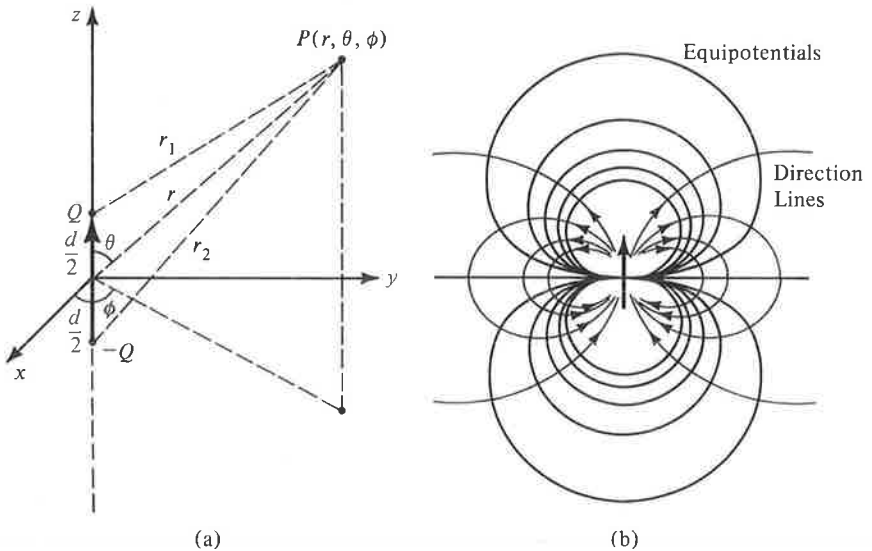 z
P(r, θ, φ)
r₁
r
r₂
Q
d/2
θ
y
φ
d/2
−Q
x
(a)
Equipotentials
Direction
Lines
(b)